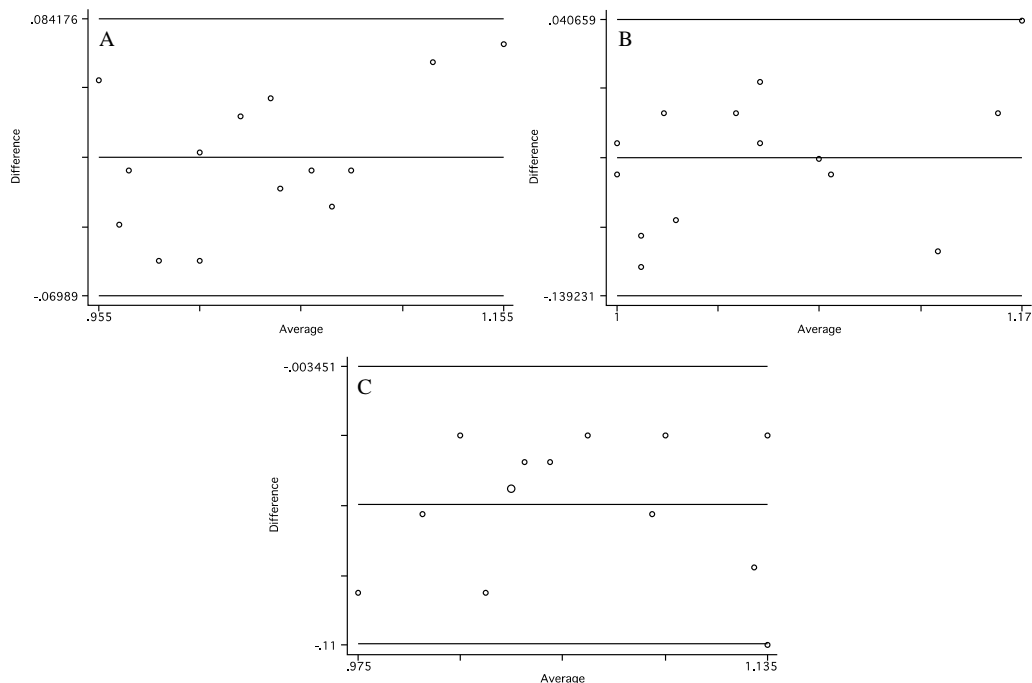 .084176
A
Difference
-.06989
.955
1.155
Average
.040659
B
Difference
-.139231
1
1.17
Average
-.003451
C
Difference
-.11
.975
1.135
Average